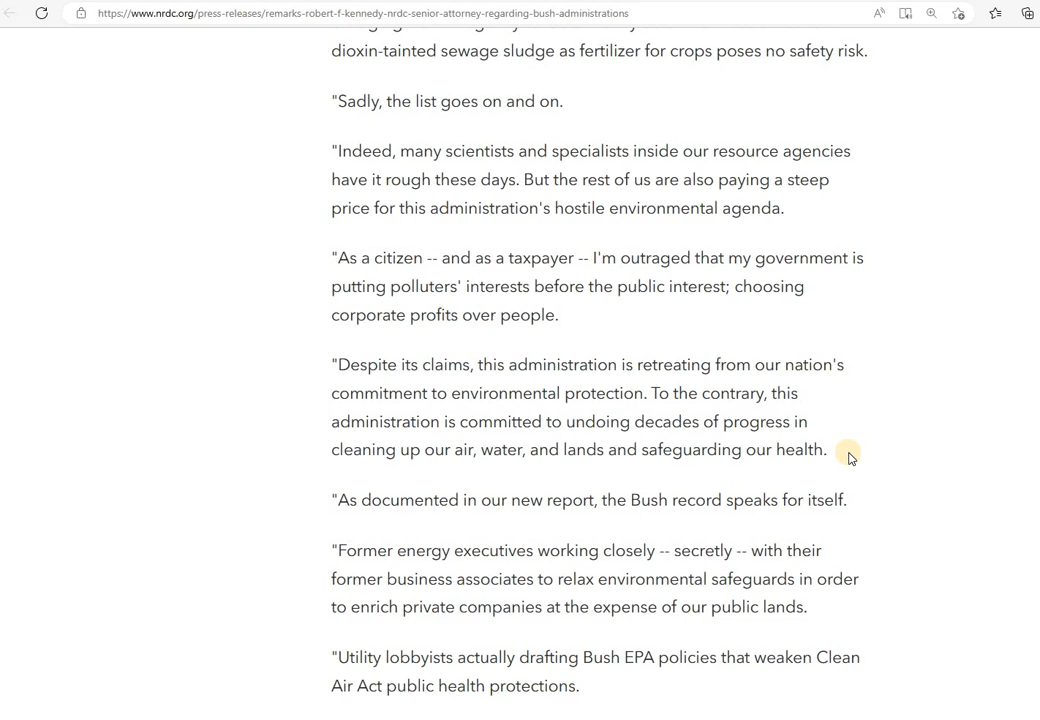 https://www.nrdc.org/press-releases/remarks-robert-f-kennedy-nrdc-senior-attorney-regarding-bush-administrations
dioxin-tainted sewage sludge as fertilizer for crops poses no safety risk.
"Sadly, the list goes on and on.
"Indeed, many scientists and specialists inside our resource agencies
have it rough these days. But the rest of us are also paying a steep
price for this administration's hostile environmental agenda.
"As a citizen -- and as a taxpayer -- I'm outraged that my government is
putting polluters' interests before the public interest; choosing
corporate profits over people.
"Despite its claims, this administration is retreating from our nation's
commitment to environmental protection. To the contrary, this
administration is committed to undoing decades of progress in
cleaning up our air, water, and lands and safeguarding our health.
"As documented in our new report, the Bush record speaks for itself.
"Former energy executives working closely -- secretly -- with their
former business associates to relax environmental safeguards in order
to enrich private companies at the expense of our public lands.
"Utility lobbyists actually drafting Bush EPA policies that weaken Clean
Air Act public health protections.